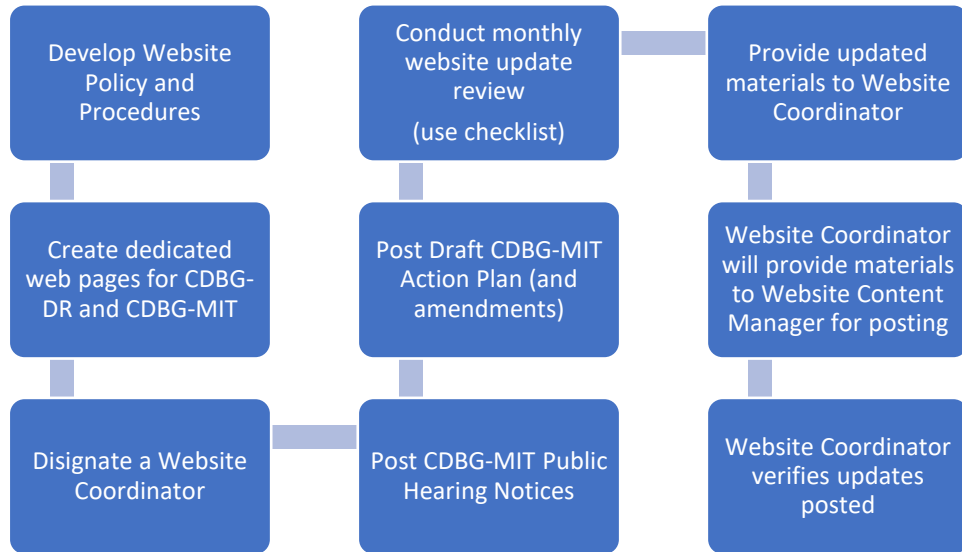 Develop Website
Policy and
Procedures
Create dedicated
web pages for CDBG-
DR and CDBG-MIT
Disignate a Website
Coordinator
Post CDBG-MIT Public
Hearing Notices
Post Draft CDBG-MIT
Action Plan (and
amendments)
Conduct monthly
website update
review
(use checklist)
Provide updated
materials to Website
Coordinator
Website Coordinator
will provide materials
to Website Content
Manager for posting
Website Coordinator
verifies updates
posted